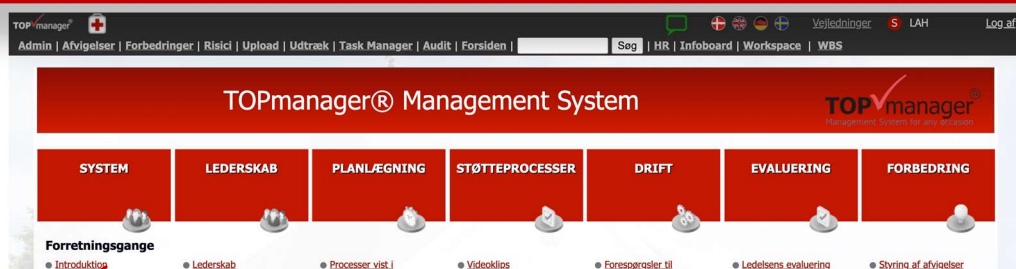 TOPmanager® Vejledninger S LAH Log af
Admin | Afvigelser | Forbedringer | Risici | Upload | Udtræk | Task Manager | Audit | Forsiden | Søg | HR | Infoboard | Workspace | WBS
TOPmanager® Management System
TOPmanager®
Management System for any occasion
SYSTEM LEDERSKAB PLANLÆGNING STØTTEPROCESSER DRIFT EVALUERING FORBEDRING
Forretningsgange
Introduktion Lederskab Processer vist i Videoklips Forespørgsler til Ledelsens evaluering Styring af afvigelser